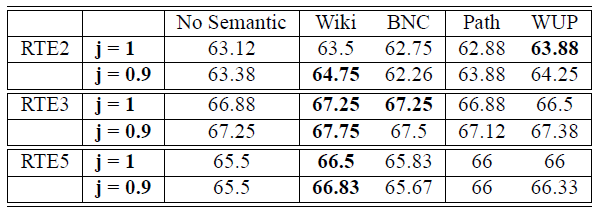 No Semantic Wiki BNC Path WUP
RTE2 j = 1 63.12 63.5 62.75 62.88 63.88
j = 0.9 63.38 64.75 62.26 63.88 64.25
RTE3 j = 1 66.88 67.25 67.25 66.88 66.5
j = 0.9 67.25 67.75 67.5 67.12 67.38
RTE5 j = 1 65.5 66.5 65.83 66 66
j = 0.9 65.5 66.83 65.67 66 66.33